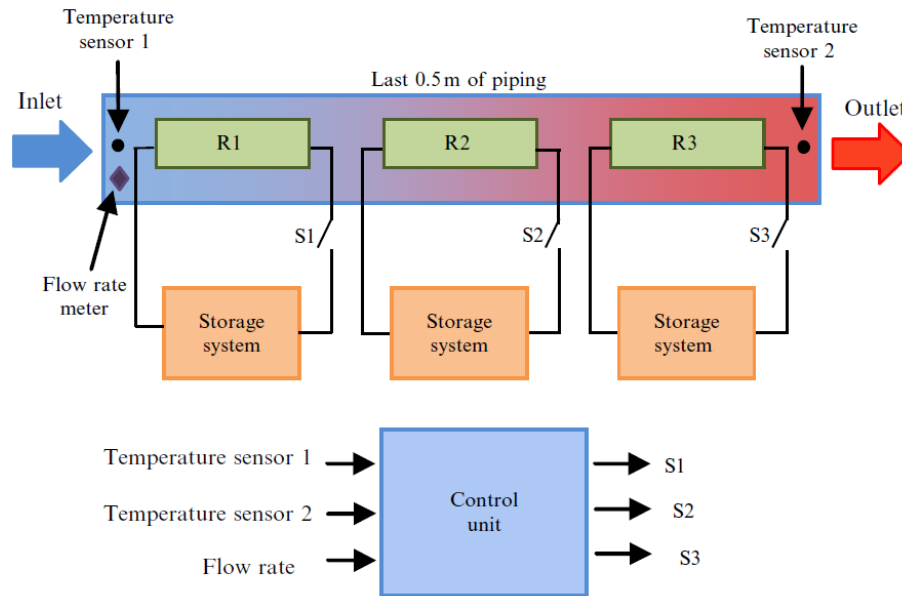 Temperature
sensor 1
Temperature
sensor 2
Last 0.5 m of piping
Inlet
Outlet
R1
R2
R3
S1
S2
S3
Flow rate
meter
Storage
system
Storage
system
Storage
system
Temperature sensor 1
Temperature sensor 2
Flow rate
Control
unit
S1
S2
S3